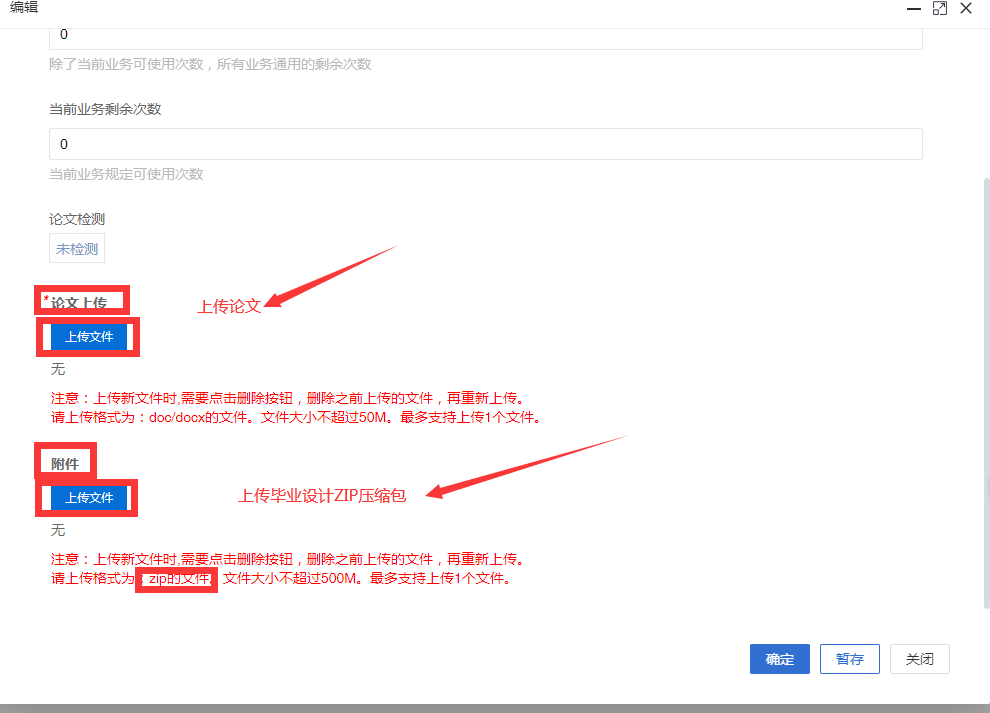 编辑
0
除了当前业务可使用次数，所有业务通用的剩余次数
当前业务剩余次数
0
当前业务规定可使用次数
论文检测
未检测
*论文上传
上传论文
上传文件
无
注意：上传新文件时,需要点击删除按钮，删除之前上传的文件，再重新上传。
请上传格式为：doc/docx的文件。文件大小不超过50M。最多支持上传1个文件。
附件
上传文件
上传毕业设计ZIP压缩包
无
注意：上传新文件时,需要点击删除按钮，删除之前上传的文件，再重新上传。
请上传格式为：zip的文件。文件大小不超过500M。最多支持上传1个文件。
确定
暂存
关闭